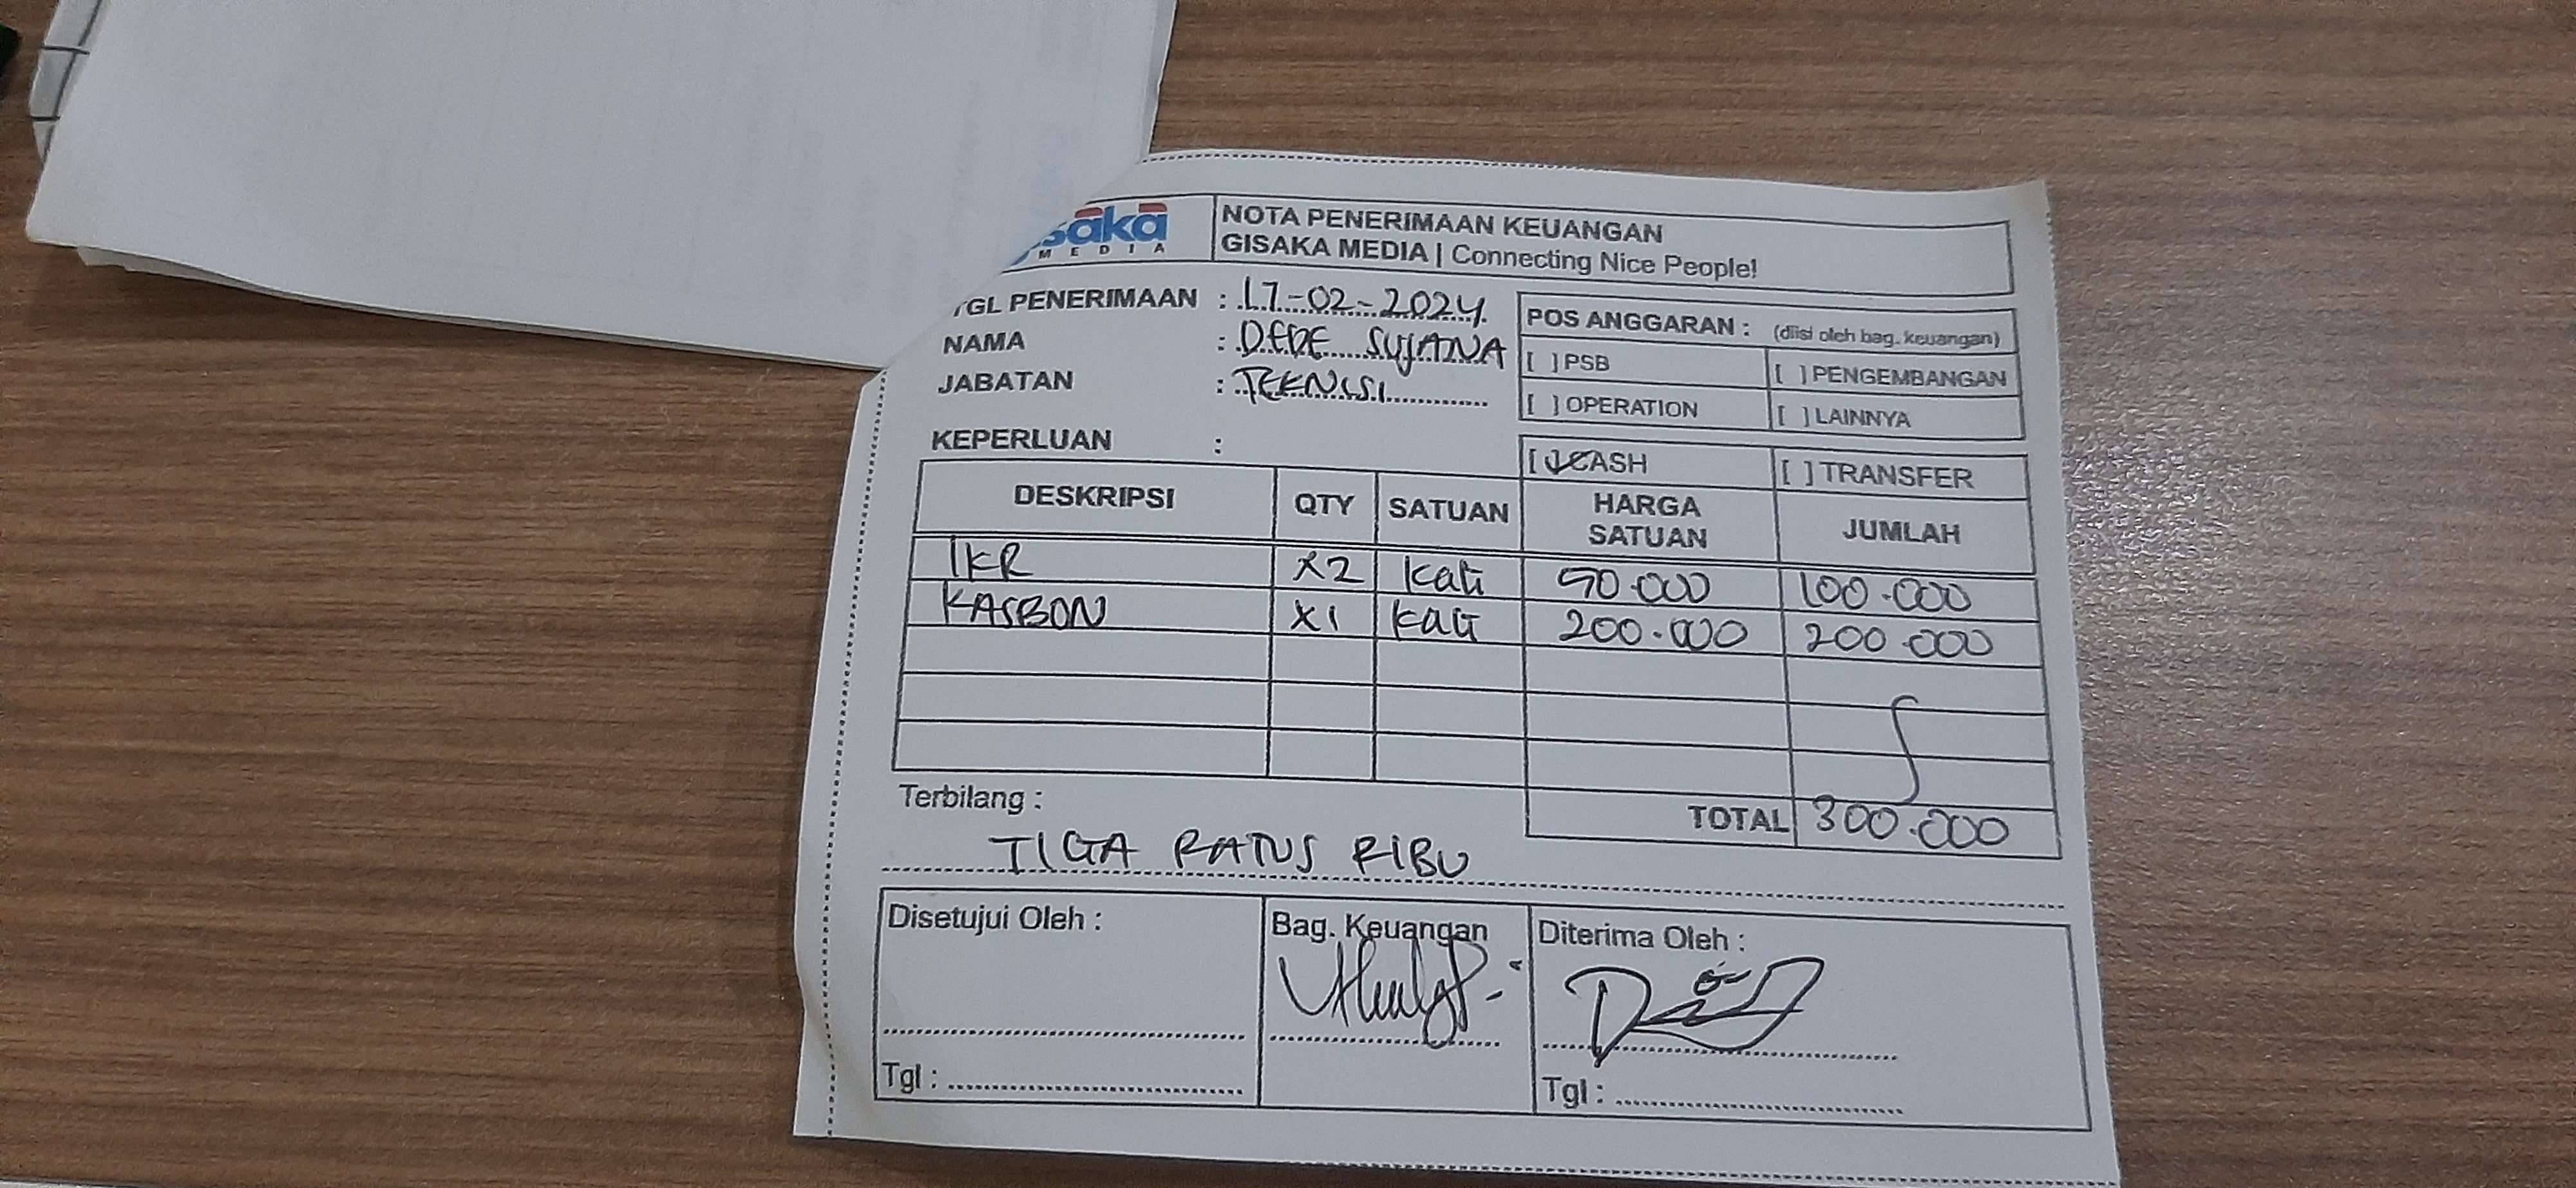 saka
MEDIA
NOTA PENERIMAAN KEUANGAN
GISAKA MEDIA | Connecting Nice People!
TGL PENERIMAAN : 17-02-2024
NAMA : DEDE SUJANA
JABATAN : TEKNISI
POS ANGGARAN : (diisi oleh bag. keuangan)
[ ] PSB [ ] PENGEMBANGAN
[ ] OPERATION [ ] LAINNYA
KEPERLUAN :
[✓] CASH [ ] TRANSFER
DESKRIPSI QTY SATUAN HARGA SATUAN JUMLAH
IKR x2 kali 50.000 100.000
KASBON x1 kali 200.000 200.000
TOTAL 300.000
Terbilang :
TIGA RATUS RIBU
Disetujui Oleh : Bag. Keuangan Diterima Oleh :
Tgl : Tgl :